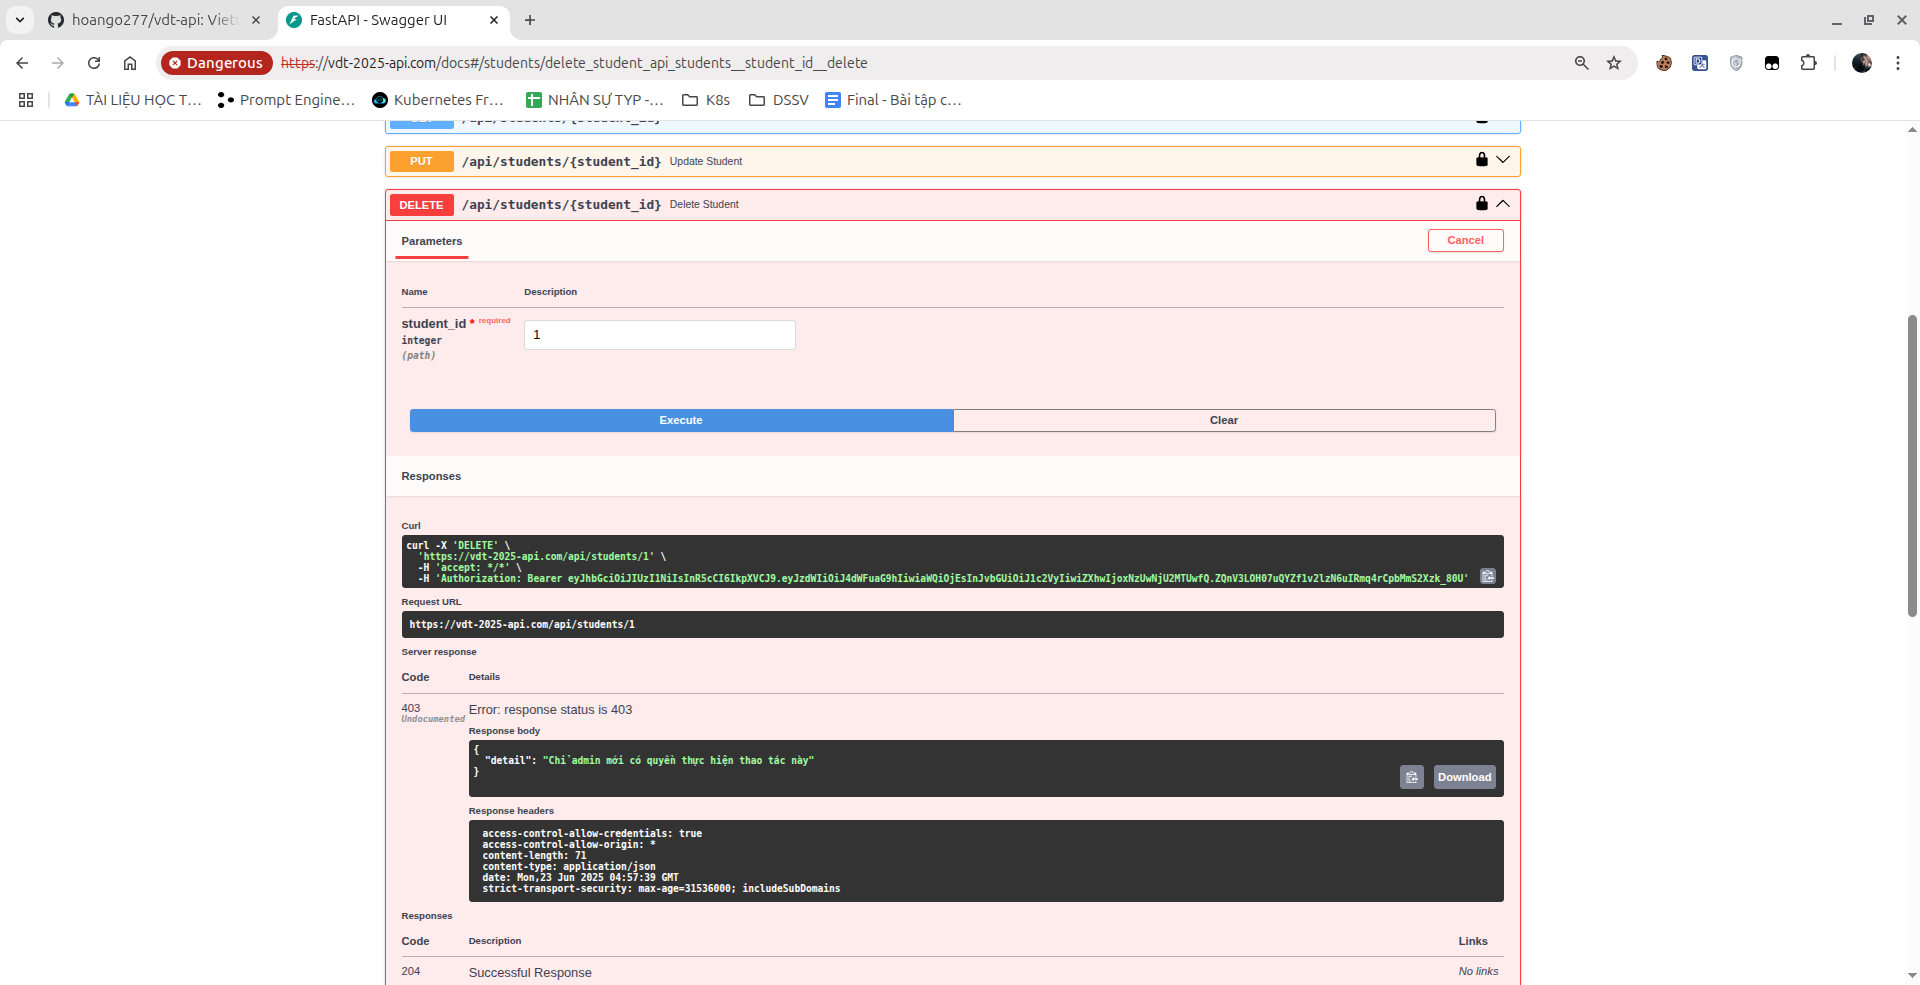 hoango277/vdt-api: Viet
FastAPI - Swagger UI
Dangerous
https://vdt-2025-api.com/docs#/students/delete_student_api_students__student_id__delete
TÀI LIỆU HỌC T...
Prompt Engine...
Kubernetes Fr...
NHÂN SỰ TYP -...
K8s
DSSV
Final - Bài tập c...
PUT /api/students/{student_id} Update Student
DELETE /api/students/{student_id} Delete Student
Parameters
Cancel
Name Description
student_id * required
integer
(path)
1
Execute
Clear
Responses
Curl
curl -X 'DELETE' \
'https://vdt-2025-api.com/api/students/1' \
-H 'accept: */*' \
-H 'Authorization: Bearer eyJhbGciOiJIUzI1NiIsInR5cCI6IkpXVCJ9.eyJzdWIiOiJ4dWFuaG9hIiwiaWQiOjEsInJvbGUiOiJ1c2VyIiwiZXhwIjoxNzUwNjU2MTUwfQ.ZQnV3LOH07uQYZf1v2lzN6uIRmq4rCpbMmS2Xzk_80U'
Request URL
https://vdt-2025-api.com/api/students/1
Server response
Code Details
403
Undocumented
Error: response status is 403
Response body
{
"detail": "Chỉ admin mới có quyền thực hiện thao tác này"
}
Download
Response headers
access-control-allow-credentials: true
access-control-allow-origin: *
content-length: 71
content-type: application/json
date: Mon,23 Jun 2025 04:57:39 GMT
strict-transport-security: max-age=31536000; includeSubDomains
Responses
Code Description Links
204 Successful Response No links